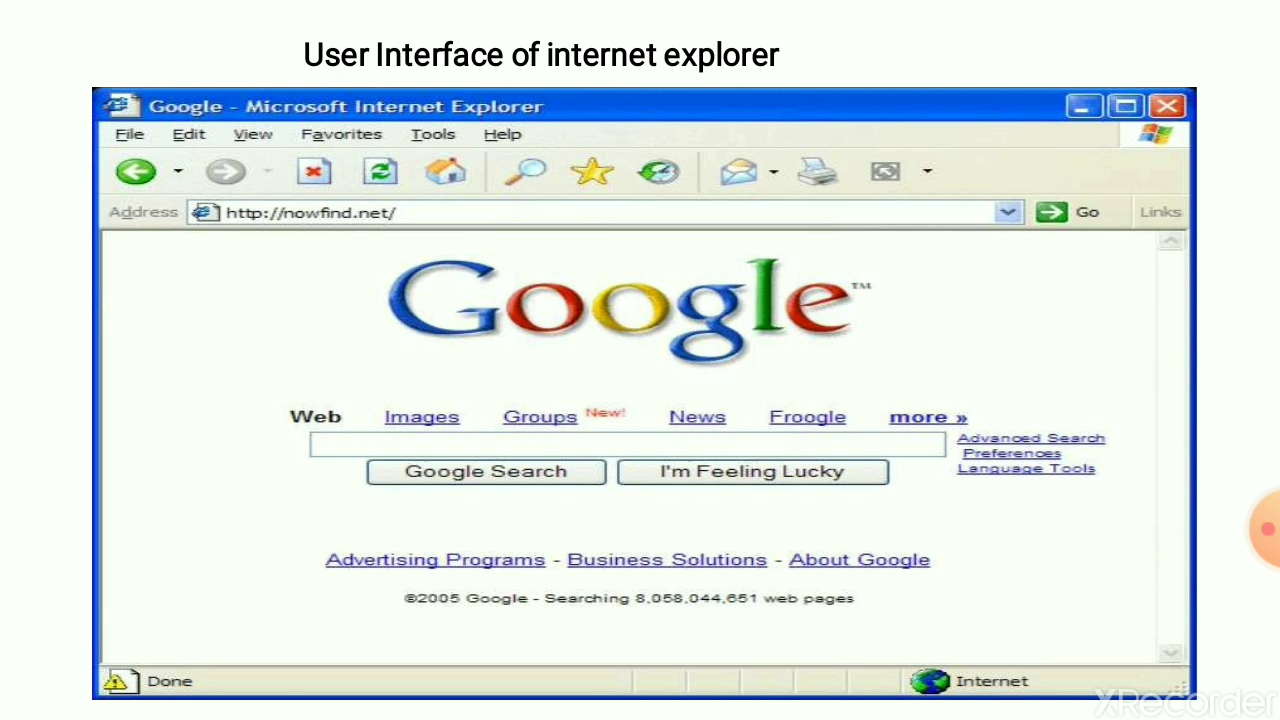 User Interface of internet explorer
Google - Microsoft Internet Explorer
File Edit View Favorites Tools Help
Address http://nowfind.net/ Go Links
Google™
Web Images Groups New! News Froogle more »
Advanced Search
Preferences
Language Tools
Google Search I'm Feeling Lucky
Advertising Programs - Business Solutions - About Google
©2005 Google - Searching 8,058,044,651 web pages
Done Internet
XRecorder